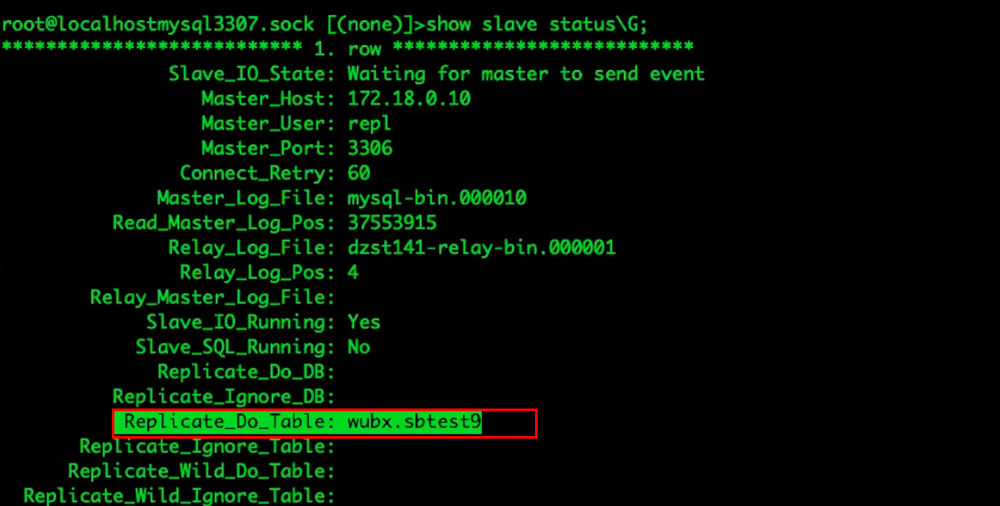 root@localhostmysql3307.sock [(none)]>show slave status\G;
*************************** 1. row ***************************
Slave_IO_State: Waiting for master to send event
Master_Host: 172.18.0.10
Master_User: repl
Master_Port: 3306
Connect_Retry: 60
Master_Log_File: mysql-bin.000010
Read_Master_Log_Pos: 37553915
Relay_Log_File: dzst141-relay-bin.000001
Relay_Log_Pos: 4
Relay_Master_Log_File:
Slave_IO_Running: Yes
Slave_SQL_Running: No
Replicate_Do_DB:
Replicate_Ignore_DB:
Replicate_Do_Table: wubx.sbtest9
Replicate_Ignore_Table:
Replicate_Wild_Do_Table:
Replicate_Wild_Ignore_Table: